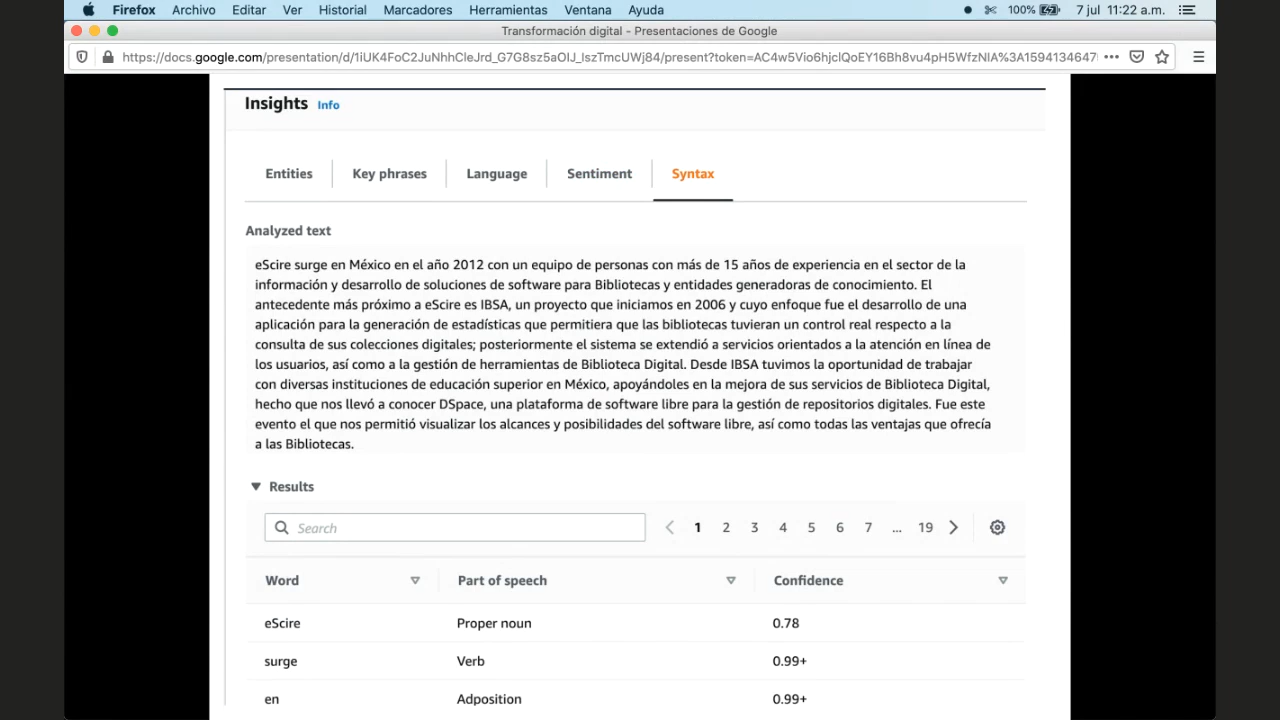 Firefox Archivo Editar Ver Historial Marcadores Herramientas Ventana Ayuda 100% 7 jul 11:22 a.m.
Transformación digital - Presentaciones de Google
Insights Info
Entities Key phrases Language Sentiment Syntax
Analyzed text
eScire surge en México en el año 2012 con un equipo de personas con más de 15 años de experiencia en el sector de la
información y desarrollo de soluciones de software para Bibliotecas y entidades generadoras de conocimiento. El
antecedente más próximo a eScire es IBSA, un proyecto que iniciamos en 2006 y cuyo enfoque fue el desarrollo de una
aplicación para la generación de estadísticas que permitiera que las bibliotecas tuvieran un control real respecto a la
consulta de sus colecciones digitales; posteriormente el sistema se extendió a servicios orientados a la atención en línea de
los usuarios, así como a la gestión de herramientas de Biblioteca Digital. Desde IBSA tuvimos la oportunidad de trabajar
con diversas instituciones de educación superior en México, apoyándoles en la mejora de sus servicios de Biblioteca Digital,
hecho que nos llevó a conocer DSpace, una plataforma de software libre para la gestión de repositorios digitales. Fue este
evento el que nos permitió visualizar los alcances y posibilidades del software libre, así como todas las ventajas que ofrecía
a las Bibliotecas.
Results
Search 1 2 3 4 5 6 7 ... 19
Word Part of speech Confidence
eScire Proper noun 0.78
surge Verb 0.99+
en Adposition 0.99+